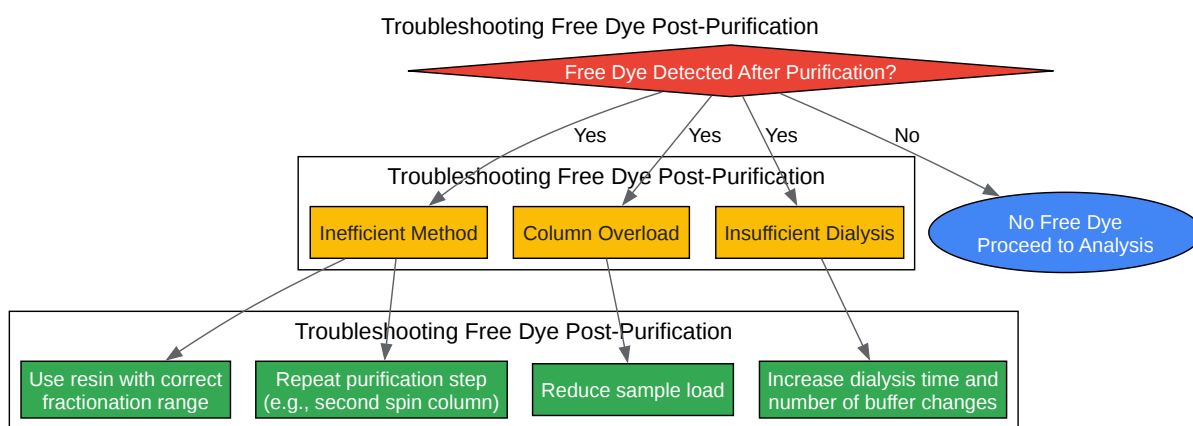 Troubleshooting Free Dye Post-Purification
Free Dye Detected After Purification?
Yes
Yes
Yes
No
Troubleshooting Free Dye Post-Purification
Inefficient Method
Column Overload
Insufficient Dialysis
No Free Dye
Proceed to Analysis
Troubleshooting Free Dye Post-Purification
Use resin with correct
fractionation range
Repeat purification step
(e.g., second spin column)
Reduce sample load
Increase dialysis time and
number of buffer changes